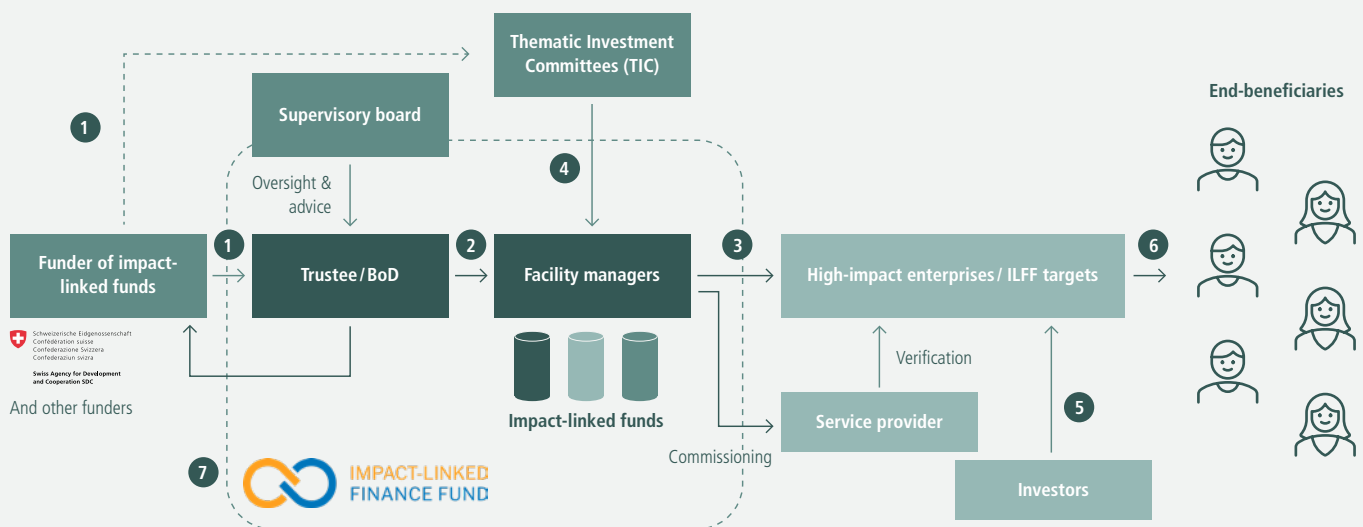 Thematic Investment
Committees (TIC)
End-beneficiaries
Supervisory board
1
4
Oversight &
advice
1
2
3
6
Funder of impact-
linked funds
Trustee/BoD
Facility managers
High-impact enterprises/ILFF targets
Schweizerische Eidgenossenschaft
Confédération suisse
Confederazione Svizzera
Confederaziun svizra
Swiss Agency for Development
and Cooperation SDC
And other funders
Verification
Impact-linked funds
Service provider
5
Commissioning
7
IMPACT-LINKED
FINANCE FUND
Investors